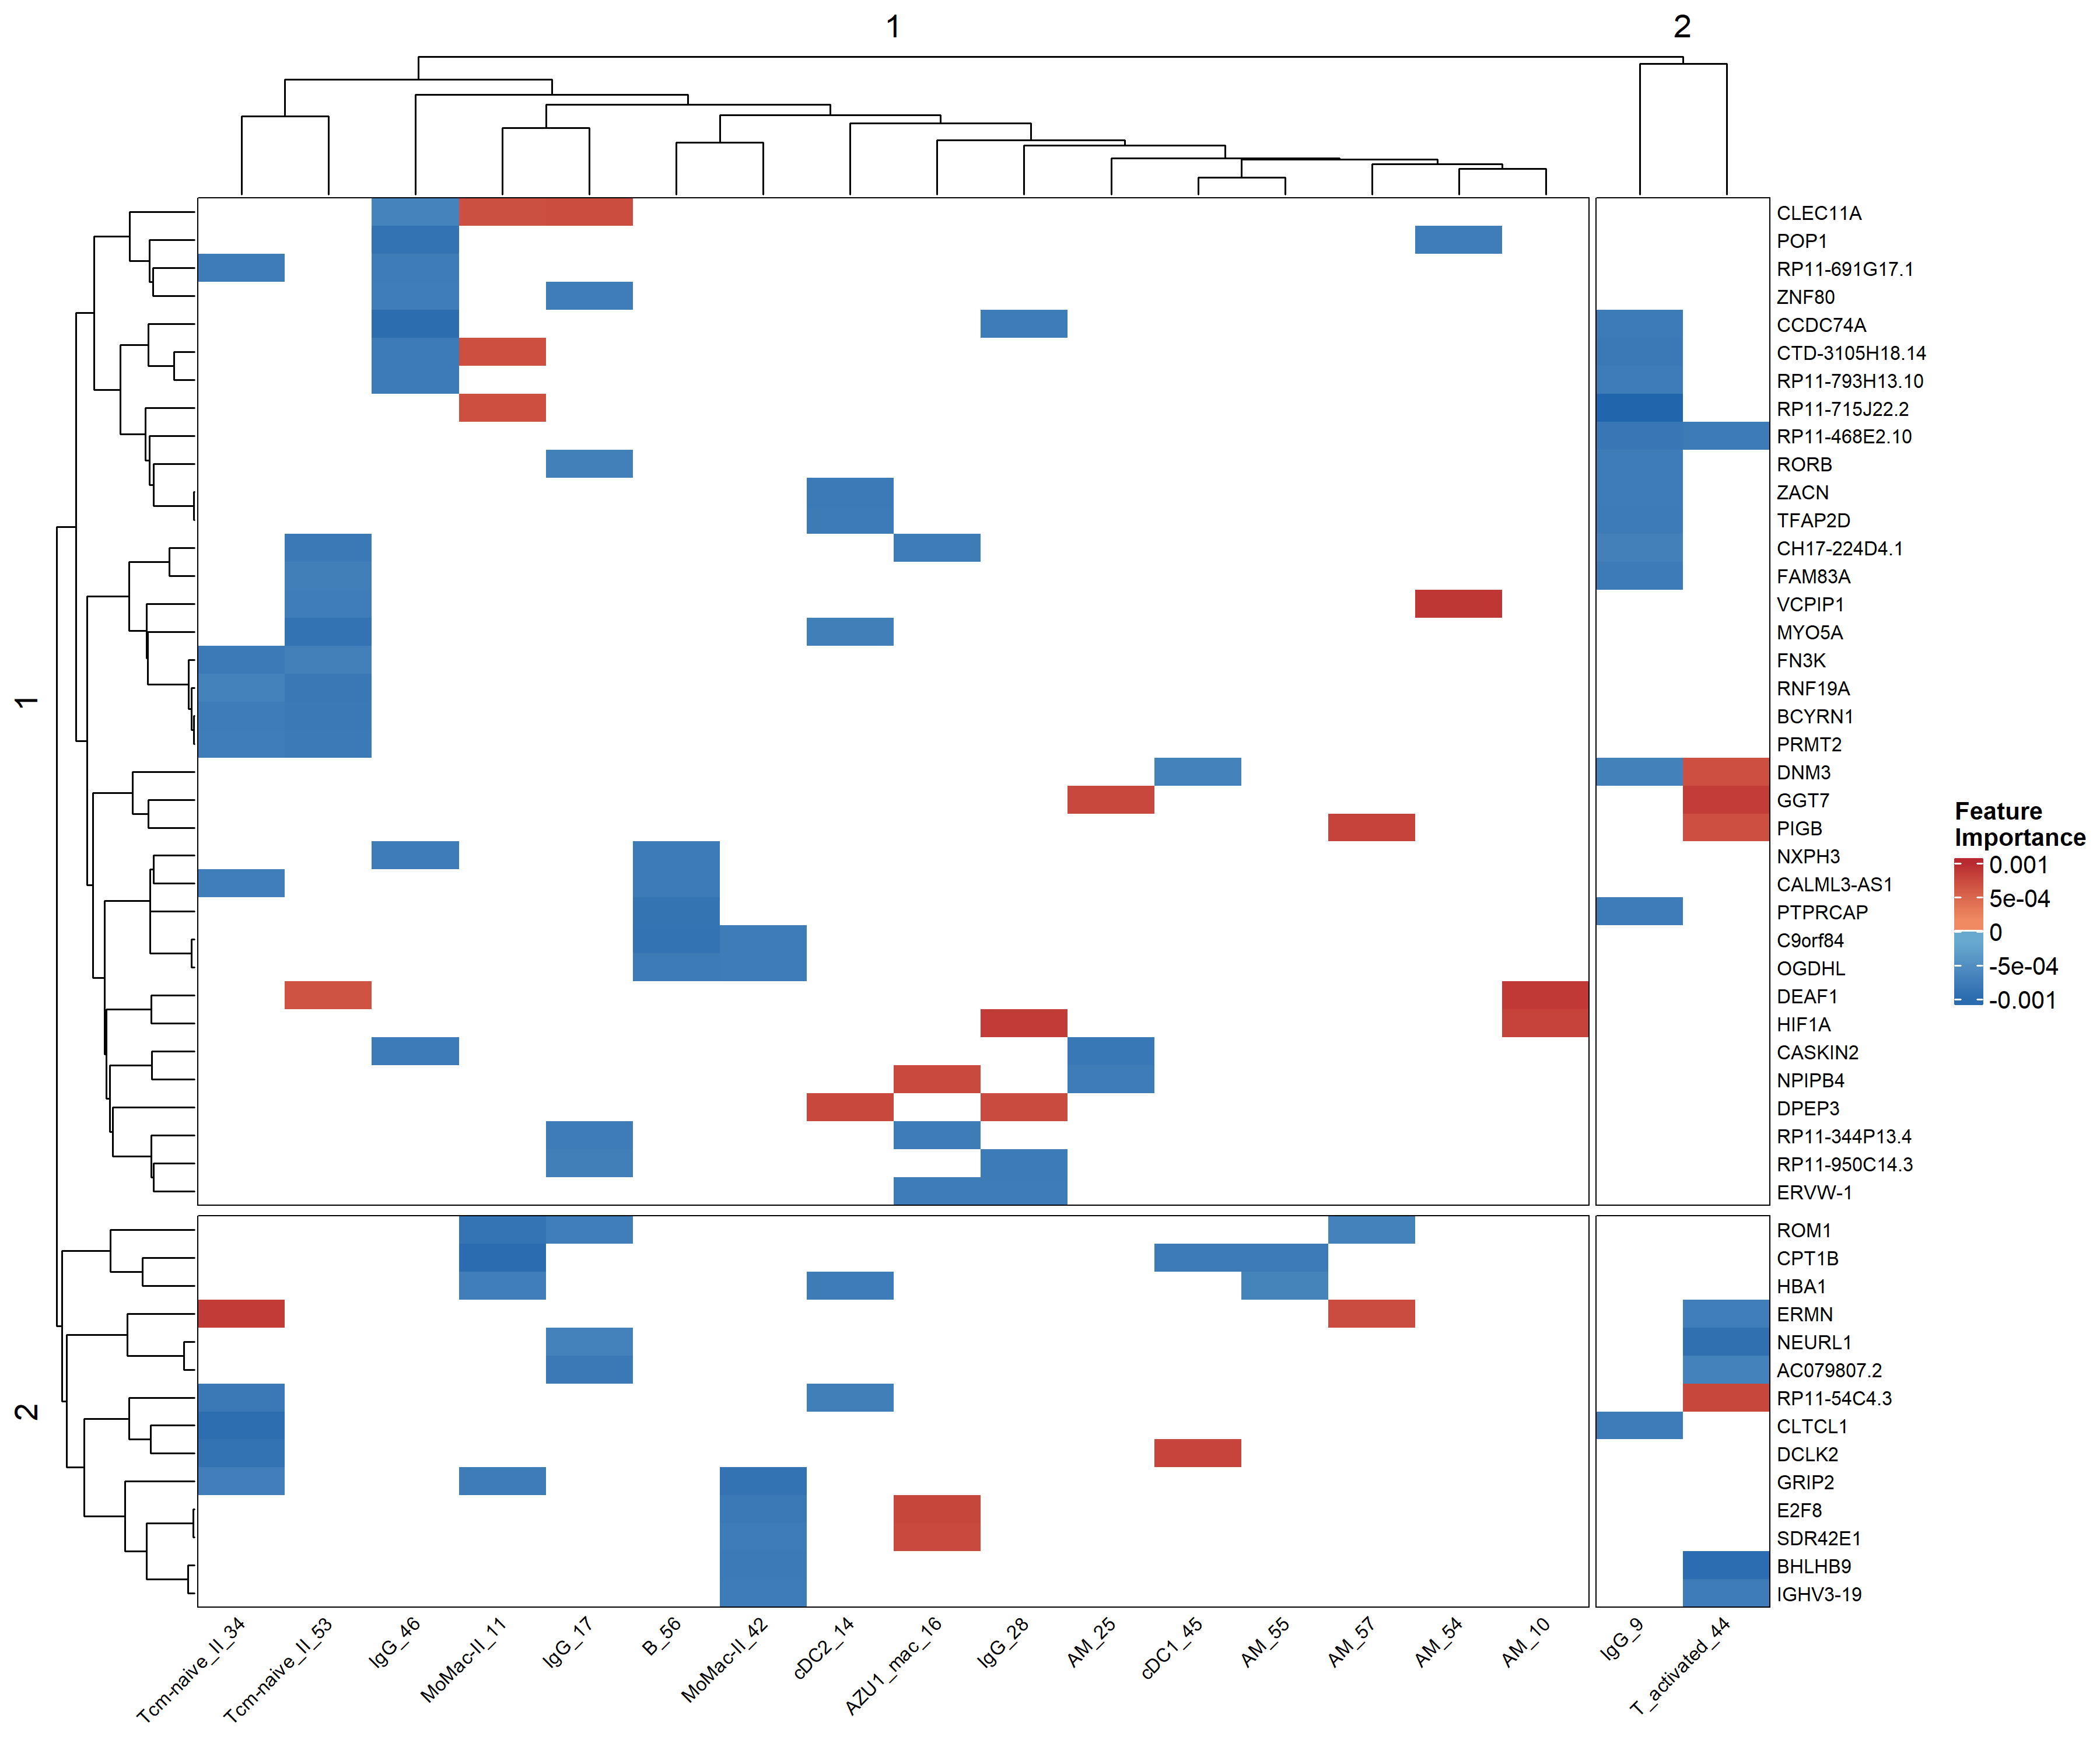 1
2
1
2
CLEC11A
POP1
RP11-691G17.1
ZNF80
CCDC74A
CTD-3105H18.14
RP11-793H13.10
RP11-715J22.2
RP11-468E2.10
RORB
ZACN
TFAP2D
CH17-224D4.1
FAM83A
VCPIP1
MYO5A
FN3K
RNF19A
BCYRN1
PRMT2
DNM3
GGT7
PIGB
NXPH3
CALML3-AS1
PTPRCAP
C9orf84
OGDHL
DEAF1
HIF1A
CASKIN2
NPIPB4
DPEP3
RP11-344P13.4
RP11-950C14.3
ERVW-1
ROM1
CPT1B
HBA1
ERMN
NEURL1
AC079807.2
RP11-54C4.3
CLTCL1
DCLK2
GRIP2
E2F8
SDR42E1
BHLHB9
IGHV3-19
Tcm-naive_II_34
Tcm-naive_II_53
IgG_46
MoMac-II_11
IgG_17
B_56
MoMac-II_42
cDC2_14
AZU1_mac_16
IgG_28
AM_25
cDC1_45
AM_55
AM_57
AM_54
AM_10
IgG_9
T_activated_44
Feature
Importance
0.001
5e-04
0
-5e-04
-0.001